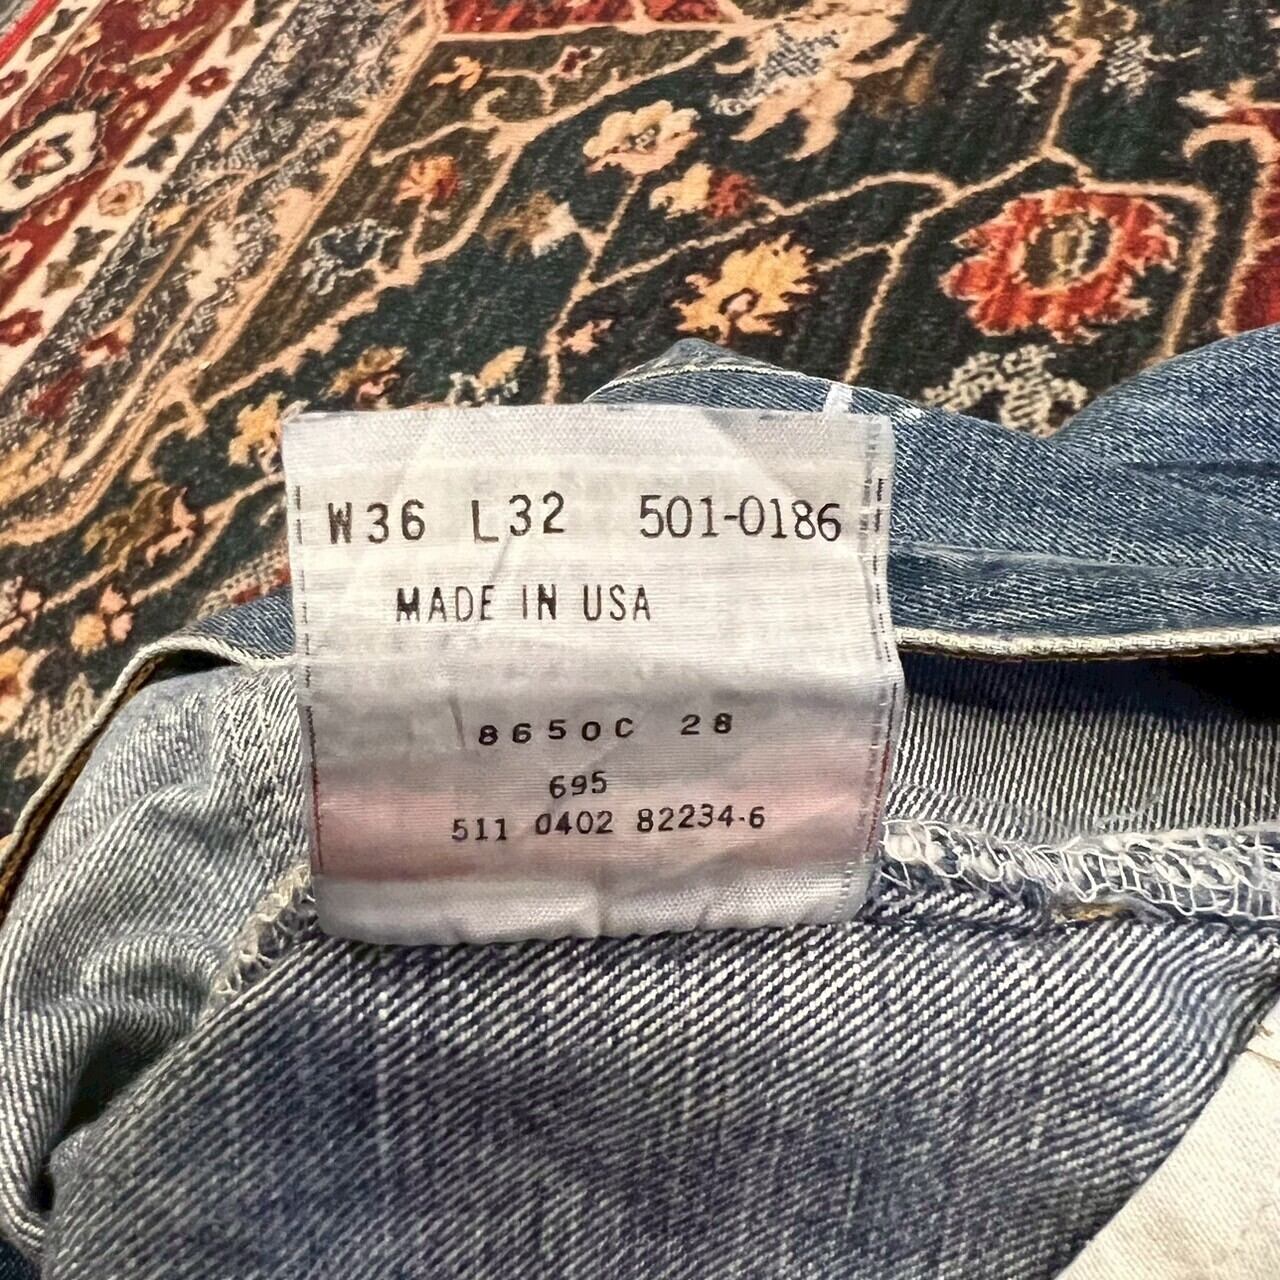 W36 L32 501-0186
MADE IN USA
8650C 28
695
511 0402 82234-6